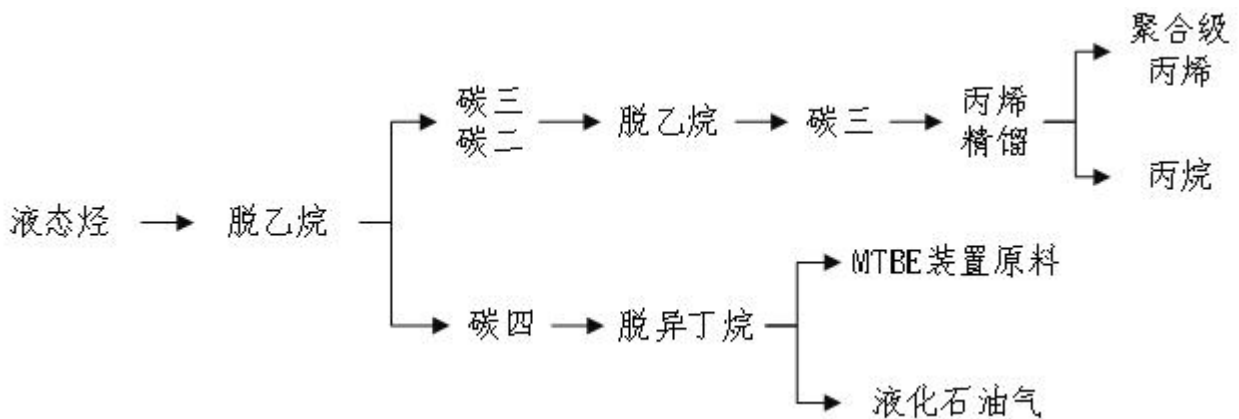 聚合级
丙烯
碳三
碳二
脱乙烷
碳三
丙烯
精馏
丙烷
液态烃
脱乙烷
MTBE装置原料
碳四
脱异丁烷
液化石油气